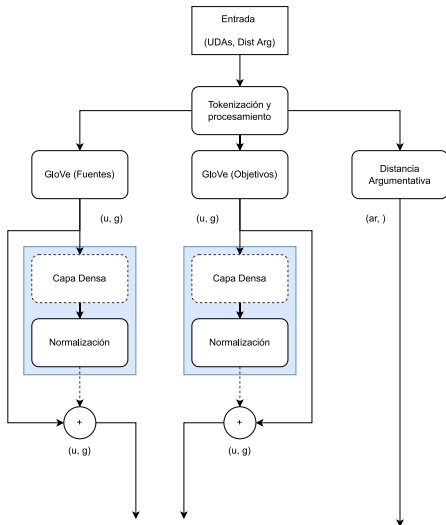 Entrada
(UDAs, Dist Arg)
Tokenización y
procesamiento
GloVe (Fuentes)
GloVe (Objetivos)
Distancia
Argumentativa
(u, g)
(u, g)
(ar, )
Capa Densa
Capa Densa
Normalización
Normalización
+
+
(u, g)
(u, g)